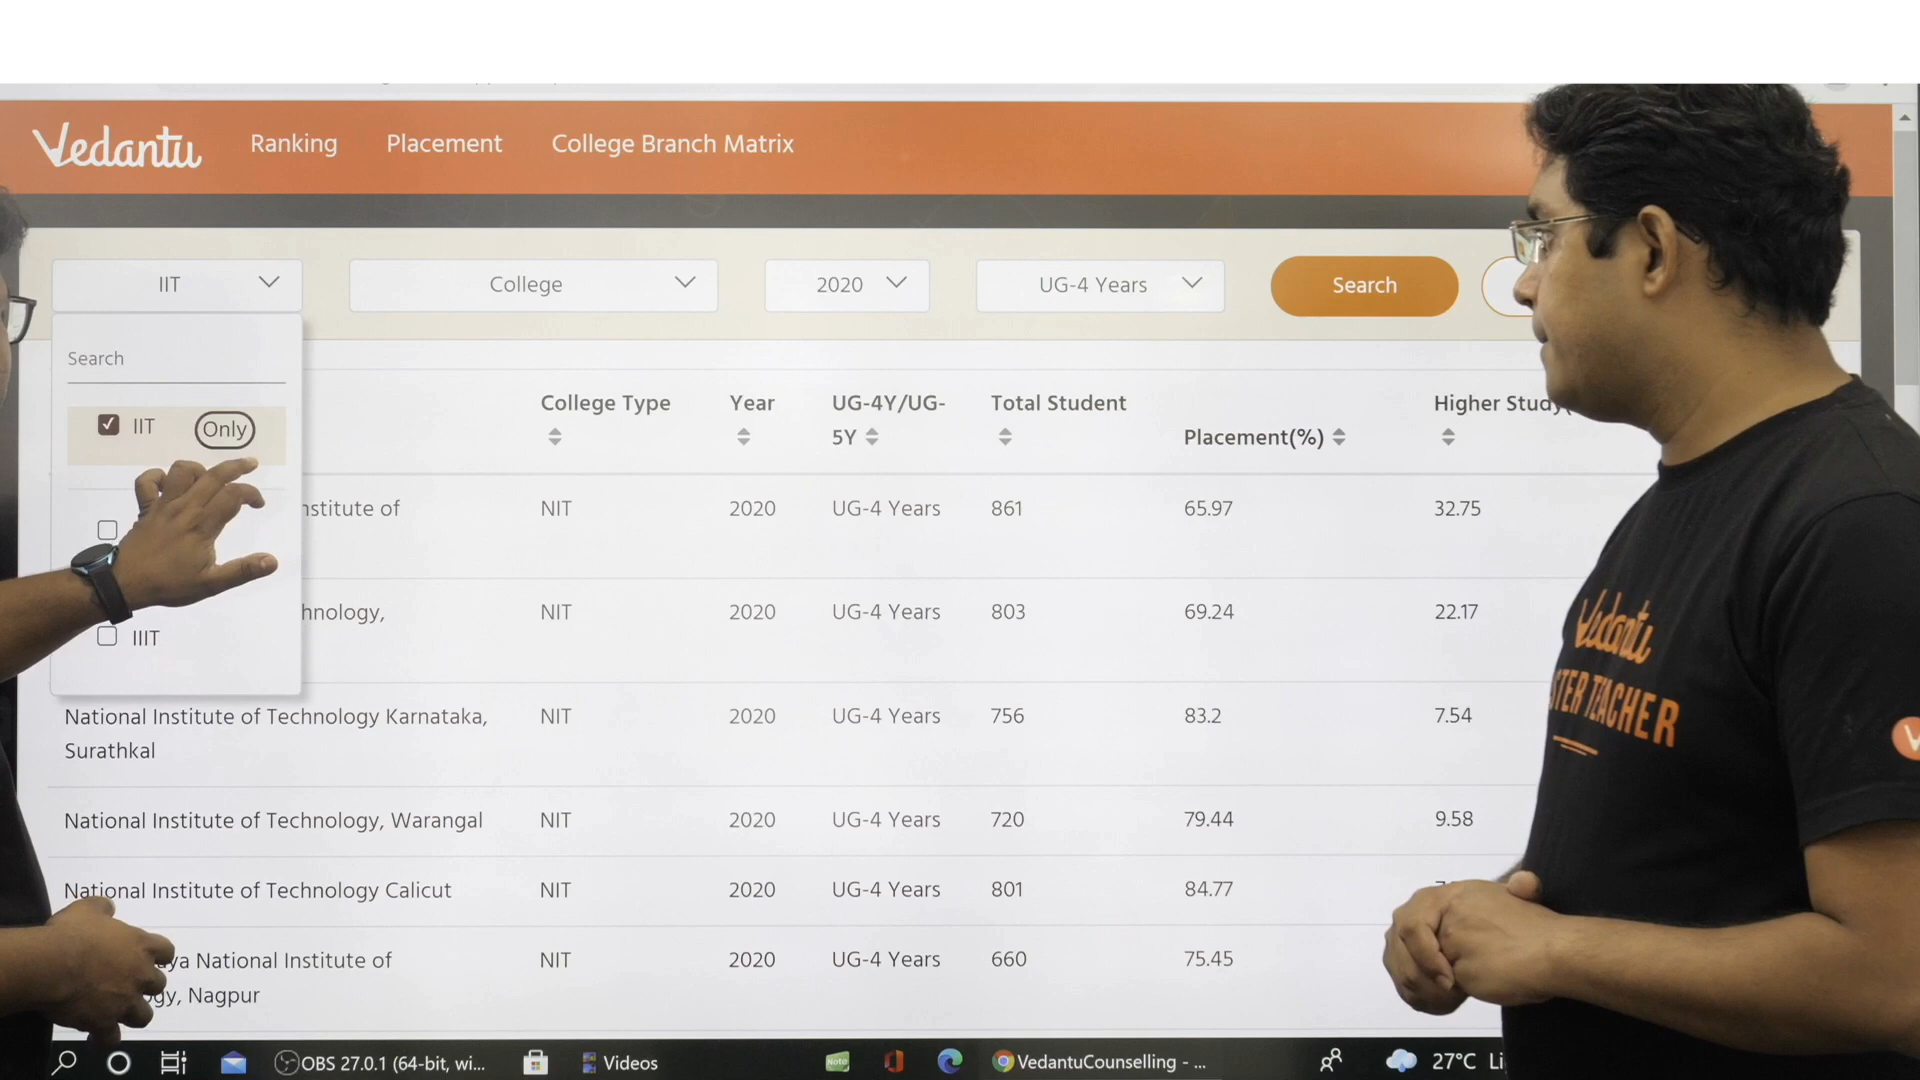 Vedantu Ranking Placement College Branch Matrix
IIT College 2020 UG-4 Years Search
Search
IIT Only
IIIT
College Type Year UG-4Y/UG-5Y Total Student Placement(%) Higher Study
nstitute of NIT 2020 UG-4 Years 861 65.97 32.75
hnology, NIT 2020 UG-4 Years 803 69.24 22.17
National Institute of Technology Karnataka, NIT 2020 UG-4 Years 756 83.2 7.54
Surathkal
National Institute of Technology, Warangal NIT 2020 UG-4 Years 720 79.44 9.58
National Institute of Technology Calicut NIT 2020 UG-4 Years 801 84.77
aya National Institute of NIT 2020 UG-4 Years 660 75.45
ogy, Nagpur
Vedantu
STER TEACHER
V
OBS 27.0.1 (64-bit, wi... Videos Note VedantuCounselling - ... 27°C Li